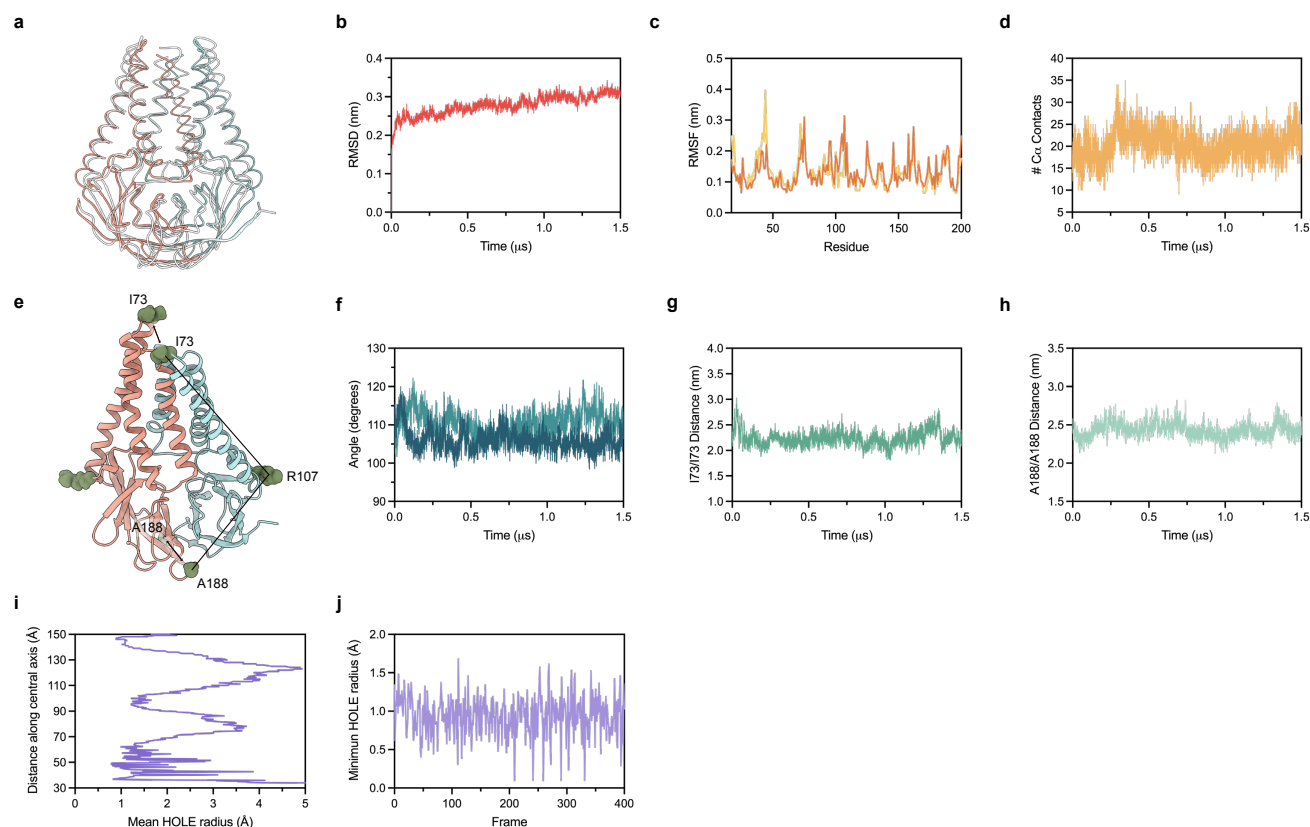 a
b
c
d
0.4
0.3
0.2
0.1
0.0
RMSD (nm)
0.0
0.5
1.0
1.5
Time (μs)
0.5
0.4
0.3
0.2
0.1
0.0
RMSF (nm)
50
100
150
200
Residue
40
35
30
25
20
15
10
5
# Cα Contacts
0.0
0.5
1.0
1.5
Time (μs)
e
f
g
h
I73
I73
R107
A188
A188
130
120
110
100
90
Angle (degrees)
0.0
0.5
1.0
1.5
Time (μs)
4.0
3.5
3.0
2.5
2.0
1.5
1.0
I73/I73 Distance (nm)
0.0
0.5
1.0
1.5
Time (μs)
3.5
3.0
2.5
2.0
1.5
A188/A188 Distance (nm)
0.0
0.5
1.0
1.5
Time (μs)
i
j
150
130
110
90
70
50
30
Distance along central axis (Å)
0
1
2
3
4
5
Mean HOLE radius (Å)
2.0
1.5
1.0
0.5
0.0
Minimun HOLE radius (Å)
0
100
200
300
400
Frame